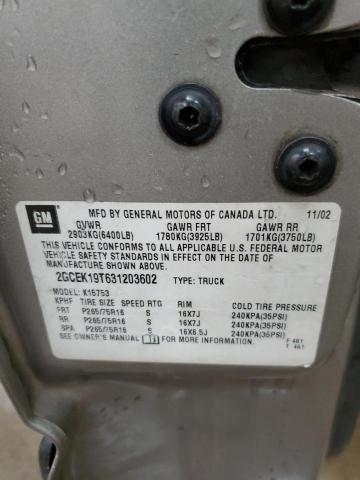 GM MFD BY GENERAL MOTORS OF CANADA LTD. 11/02
GVWR GAWR FRT GAWR RR
2903KG(6400LB) 1780KG(3925LB) 1701KG(3750LB)
THIS VEHICLE CONFORMS TO ALL APPLICABLE U.S. FEDERAL MOTOR
VEHICLE SAFETY STANDARDS IN EFFECT ON THE DATE OF
MANUFACTURE SHOWN ABOVE.
2GCEK19T631203602 TYPE: TRUCK
MODEL: K15753
KPHF TIRE SIZE SPEED RTG RIM COLD TIRE PRESSURE
FRT P265/75R16 S 16X7J 240KPA(35PSI)
RR P265/75R16 S 16X7J 240KPA(35PSI)
SPA P265/75R16 S 16X6.5J 240KPA(35PSI)
SEE OWNER'S MANUAL FOR MORE INFORMATION. F 481
T 461